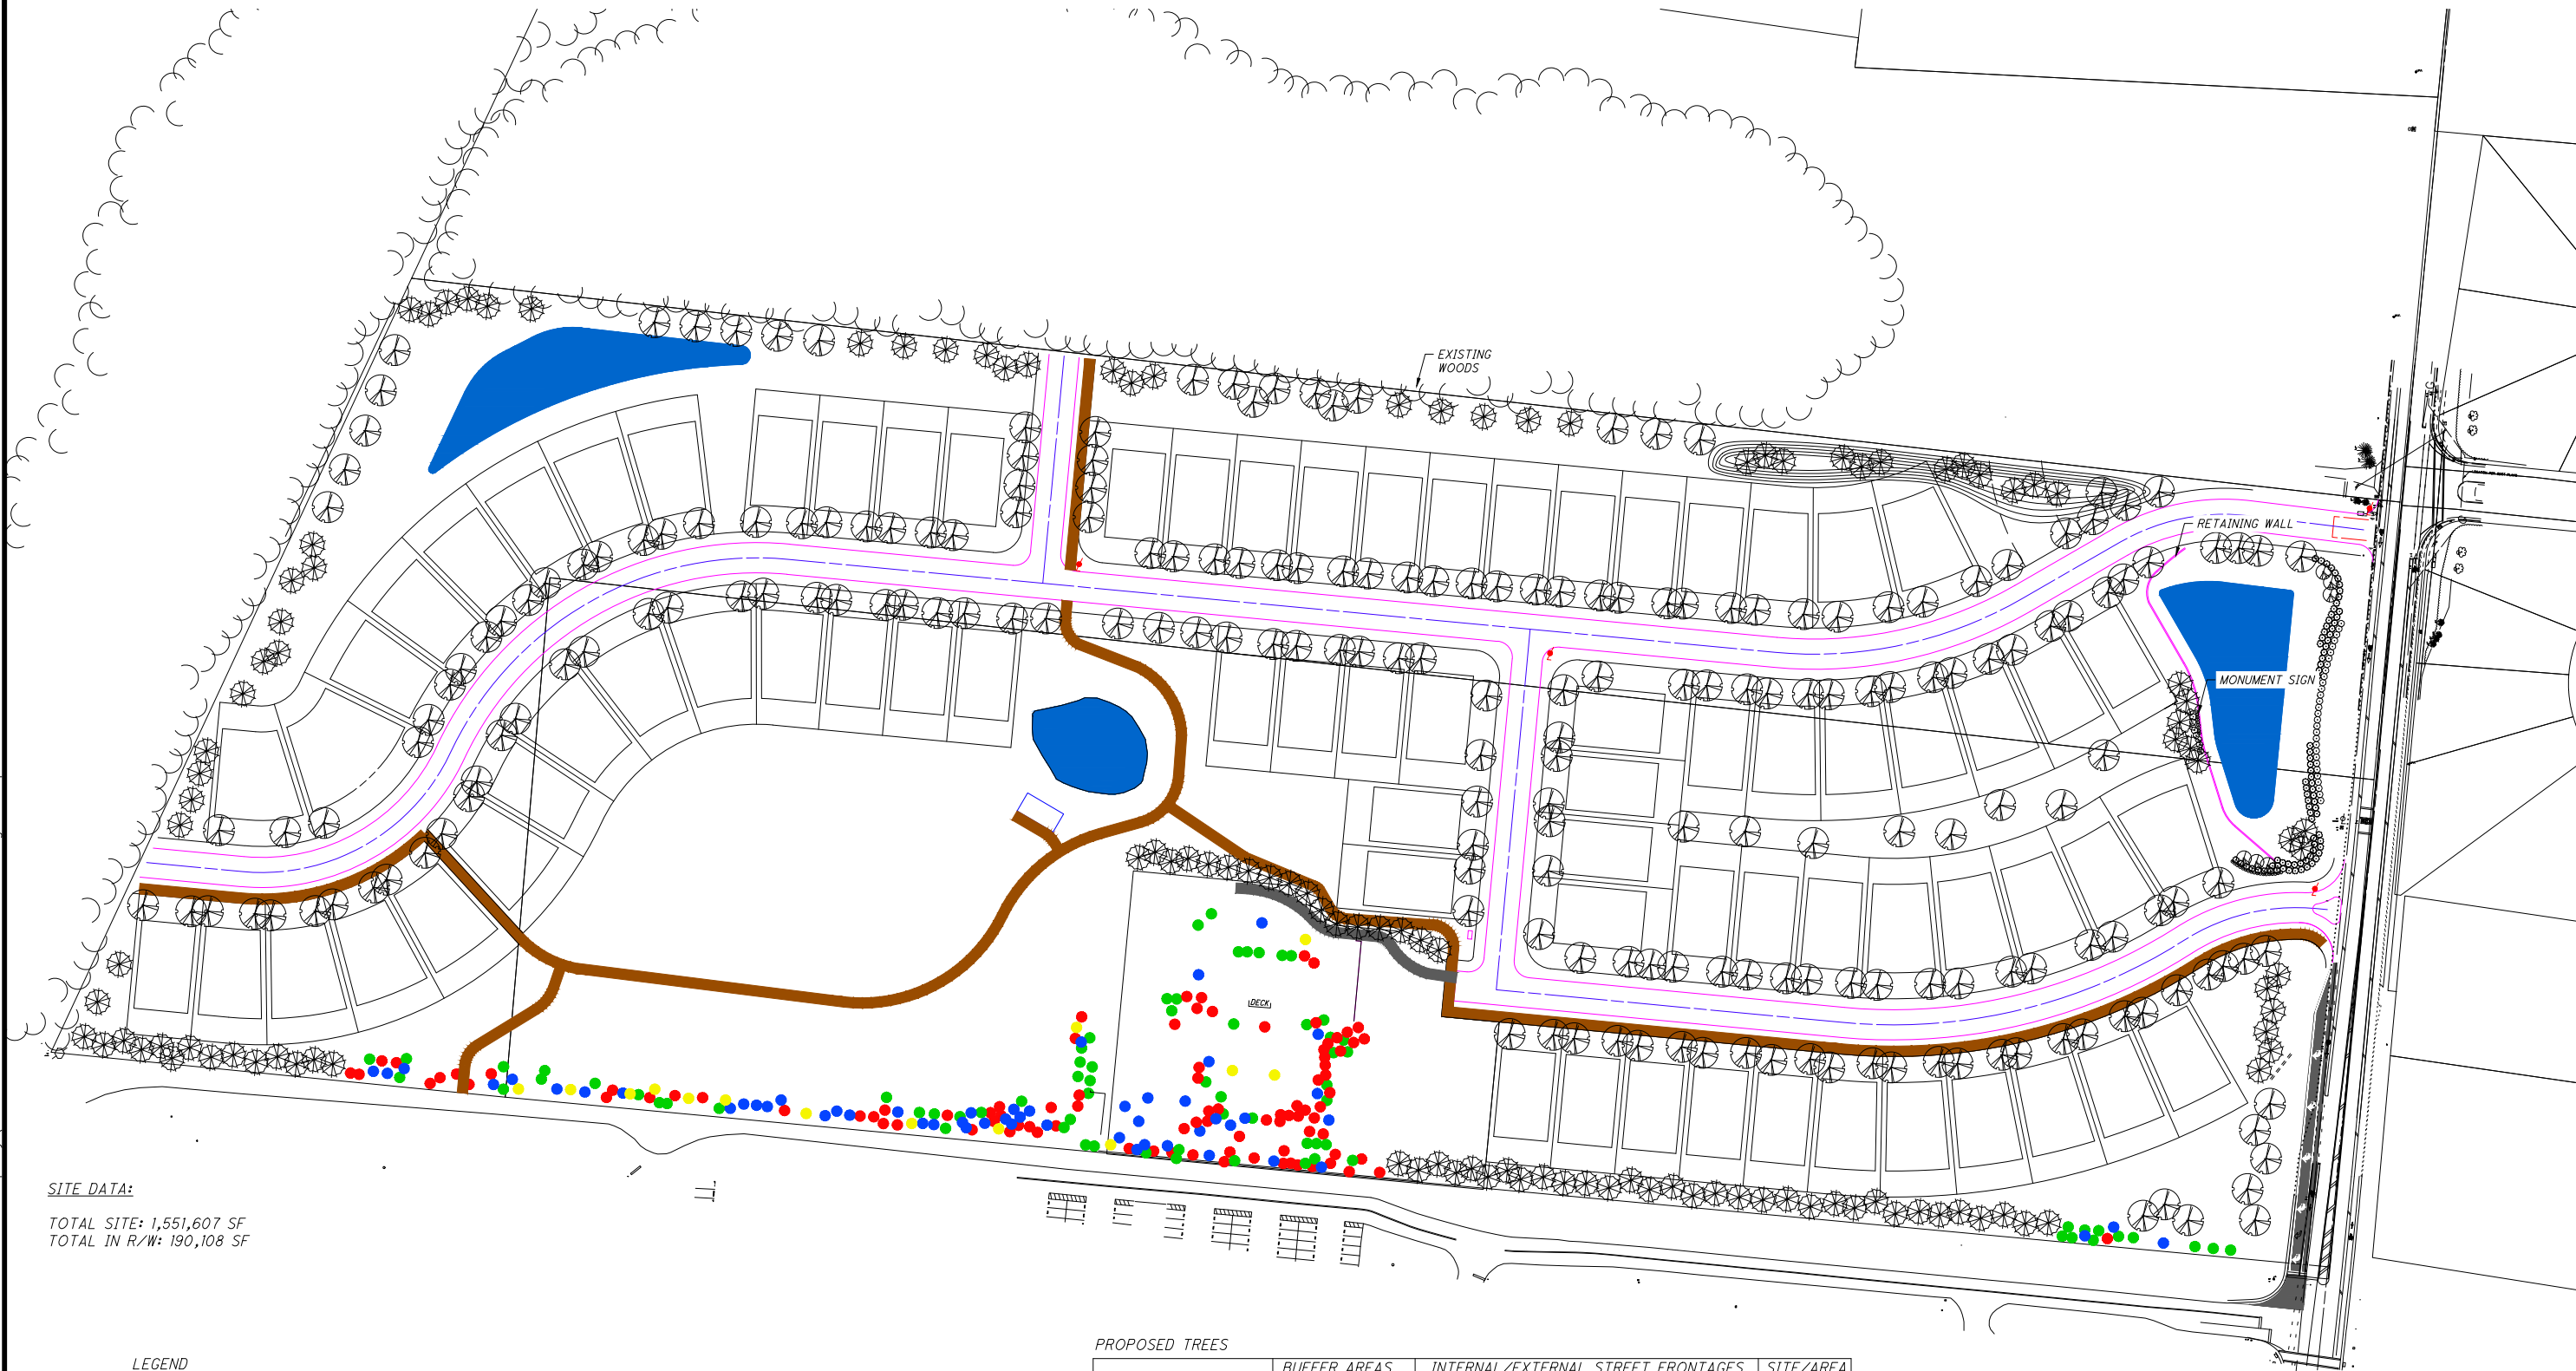 EXISTING
WOODS
RETAINING WALL
MONUMENT SIGN
DECK
SITE DATA:
TOTAL SITE: 1,551,607 SF
TOTAL IN R/W: 190,108 SF
LEGEND
PROPOSED TREES
BUFFER AREAS
INTERNAL/EXTERNAL STREET FRONTAGES
SITE/AREA